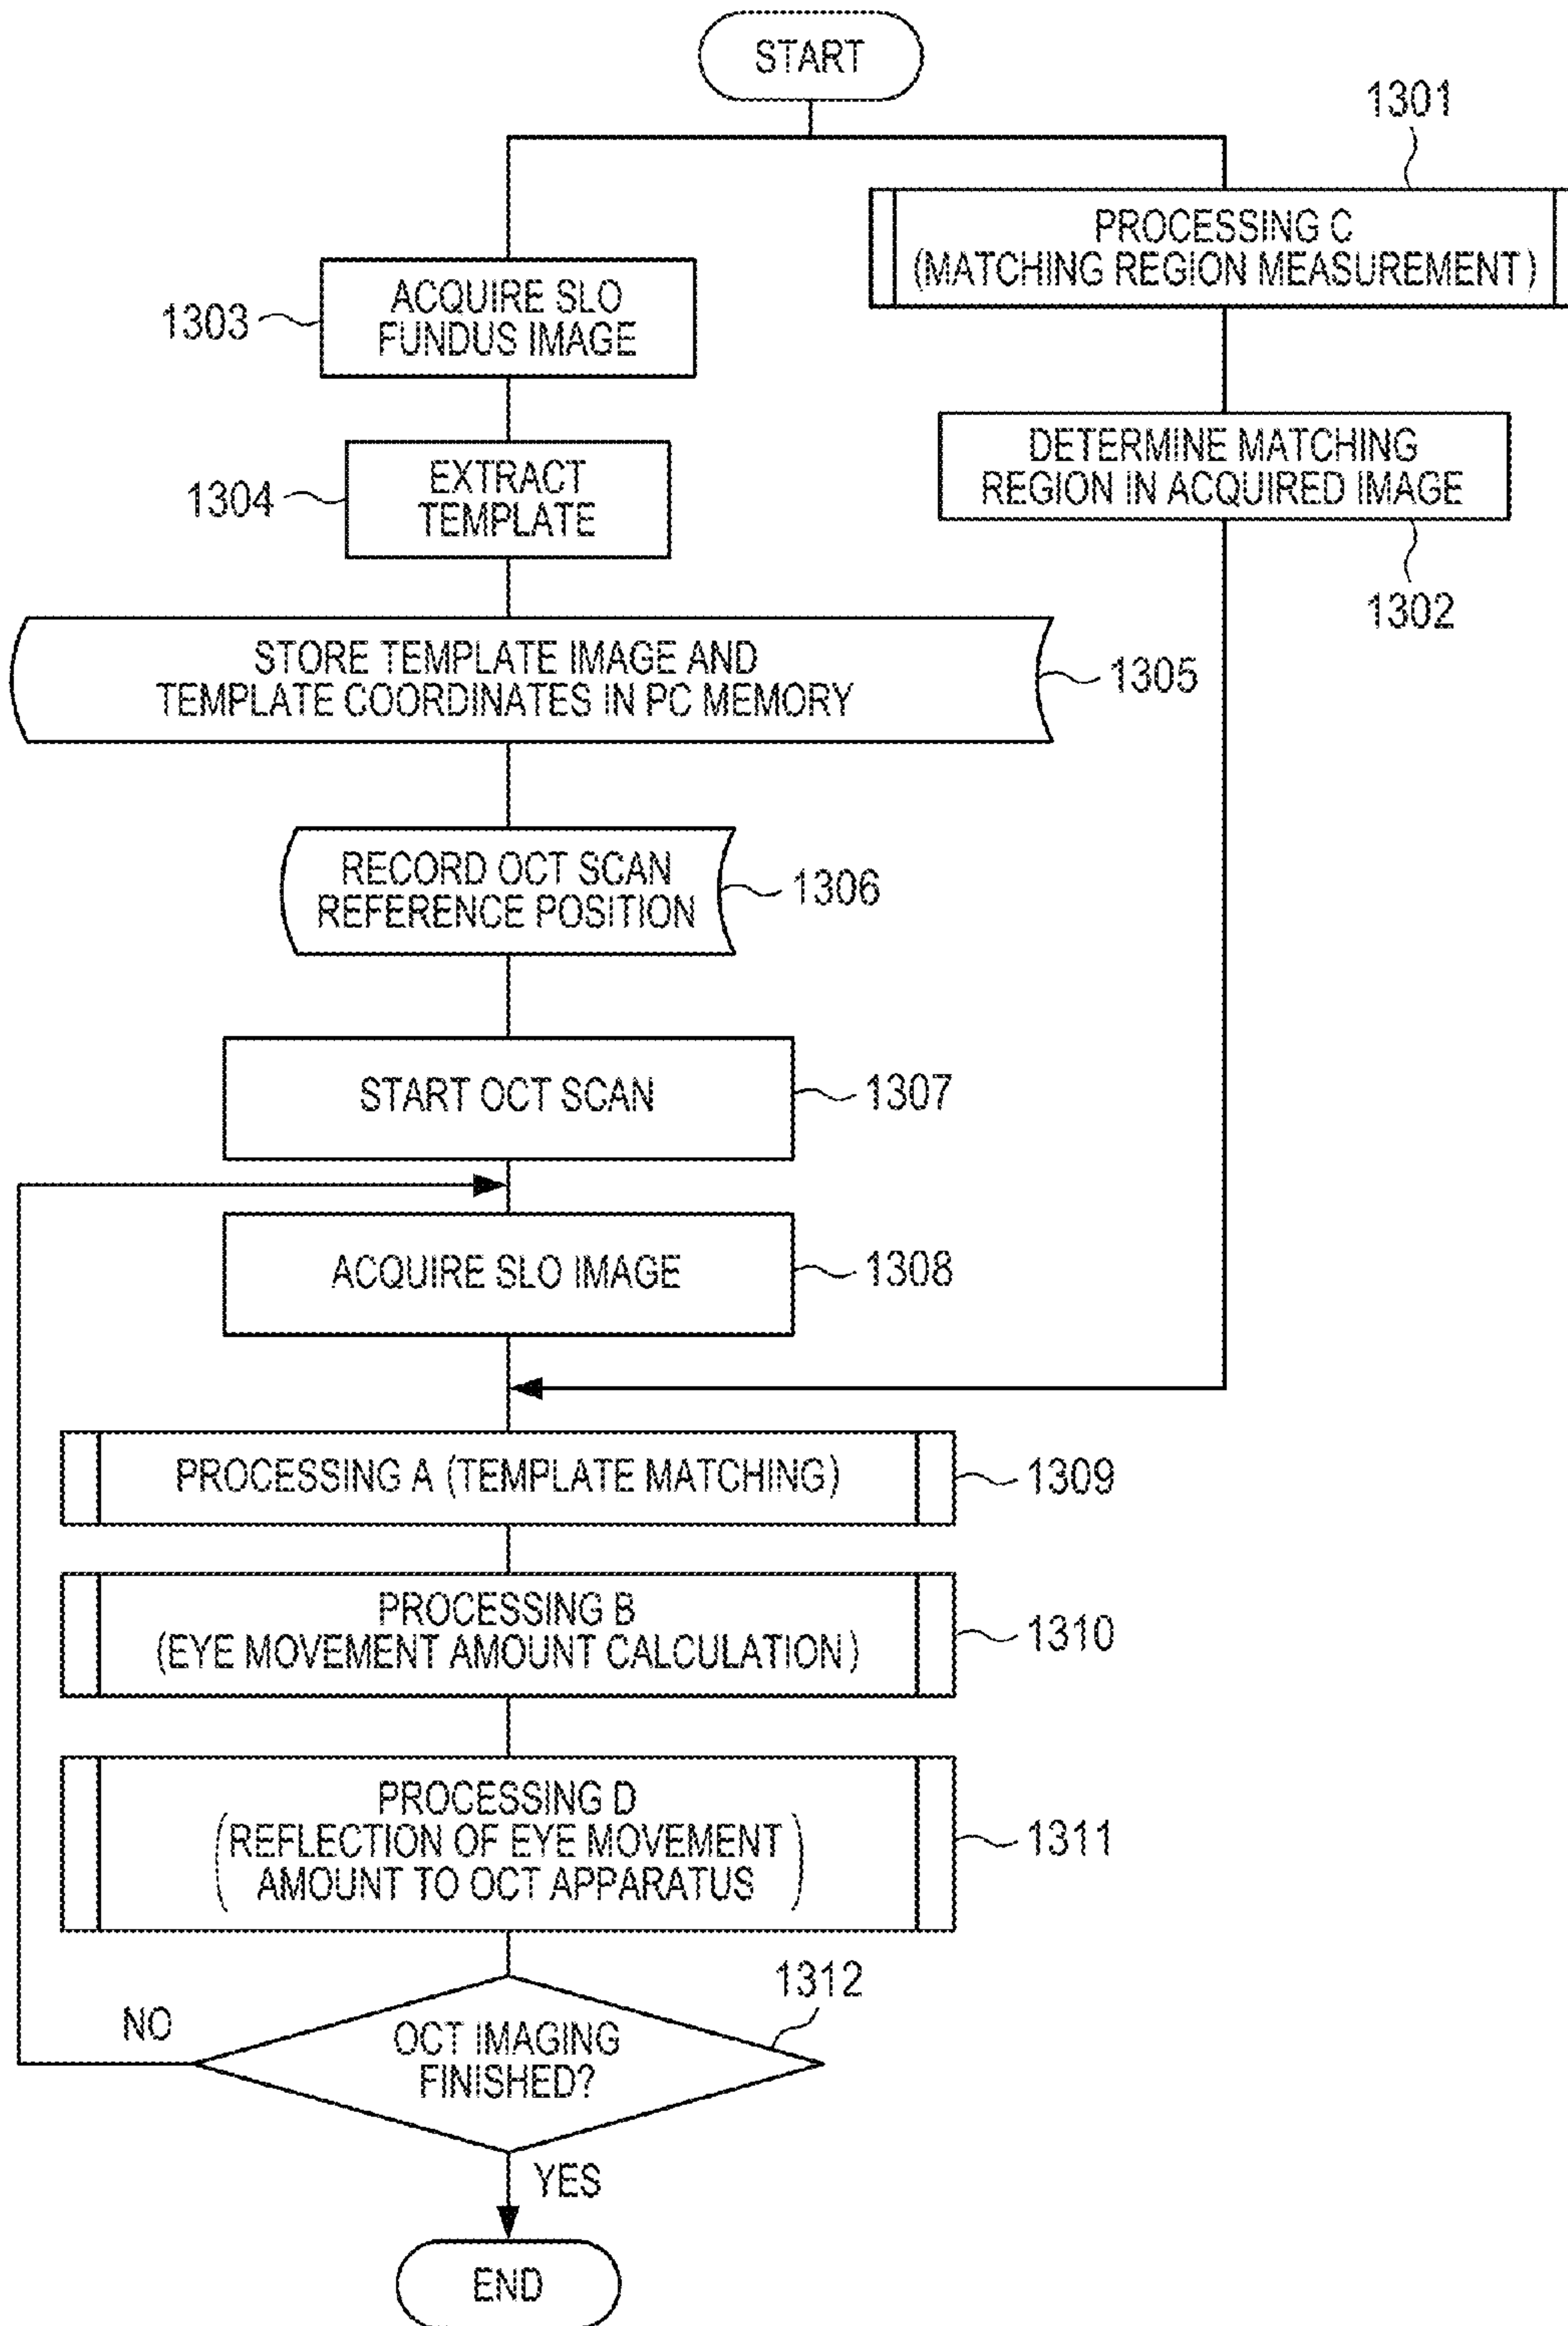 START
1301
PROCESSING C
(MATCHING REGION MEASUREMENT)
1303
ACQUIRE SLO
FUNDUS IMAGE
DETERMINE MATCHING
REGION IN ACQUIRED IMAGE
1302
1304
EXTRACT
TEMPLATE
STORE TEMPLATE IMAGE AND
TEMPLATE COORDINATES IN PC MEMORY
1305
RECORD OCT SCAN
REFERENCE POSITION
1306
START OCT SCAN
1307
ACQUIRE SLO IMAGE
1308
PROCESSING A (TEMPLATE MATCHING)
1309
PROCESSING B
(EYE MOVEMENT AMOUNT CALCULATION)
1310
PROCESSING D
(REFLECTION OF EYE MOVEMENT
AMOUNT TO OCT APPARATUS)
1311
1312
NO
OCT IMAGING
FINISHED?
YES
END